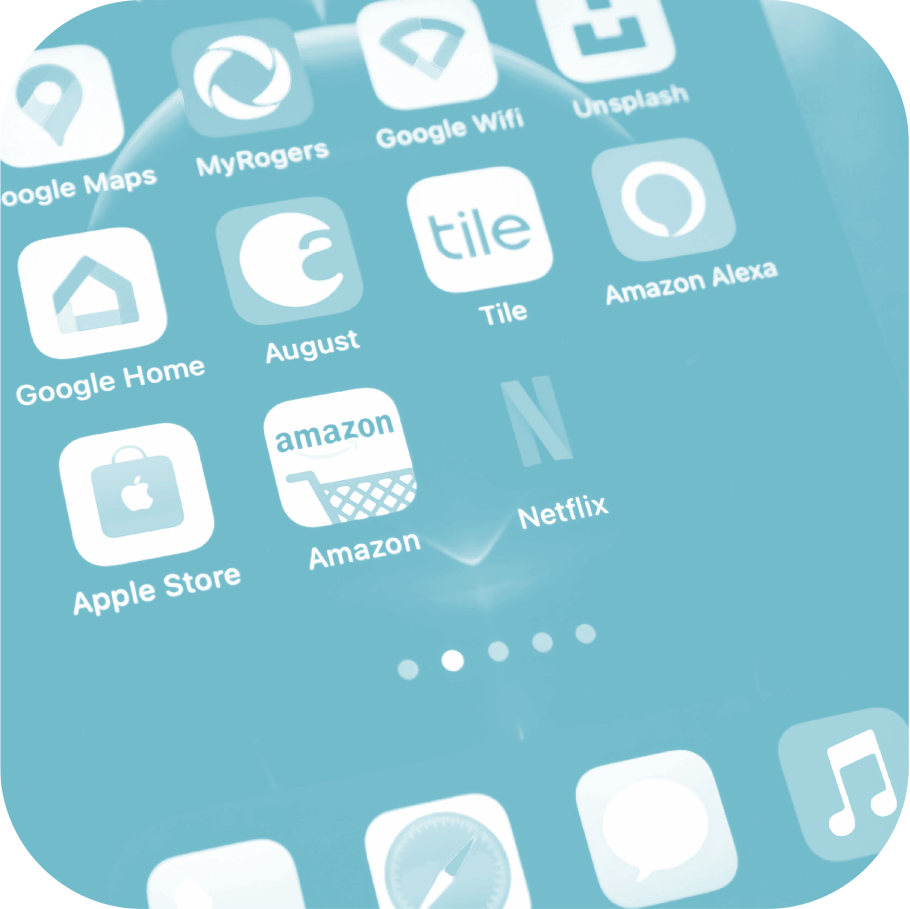 oogle Maps
MyRogers
Google Wifi
Unsplash
a
tile
Google Home
August
Tile
Amazon Alexa
amazon
N
Apple Store
Amazon
Netflix